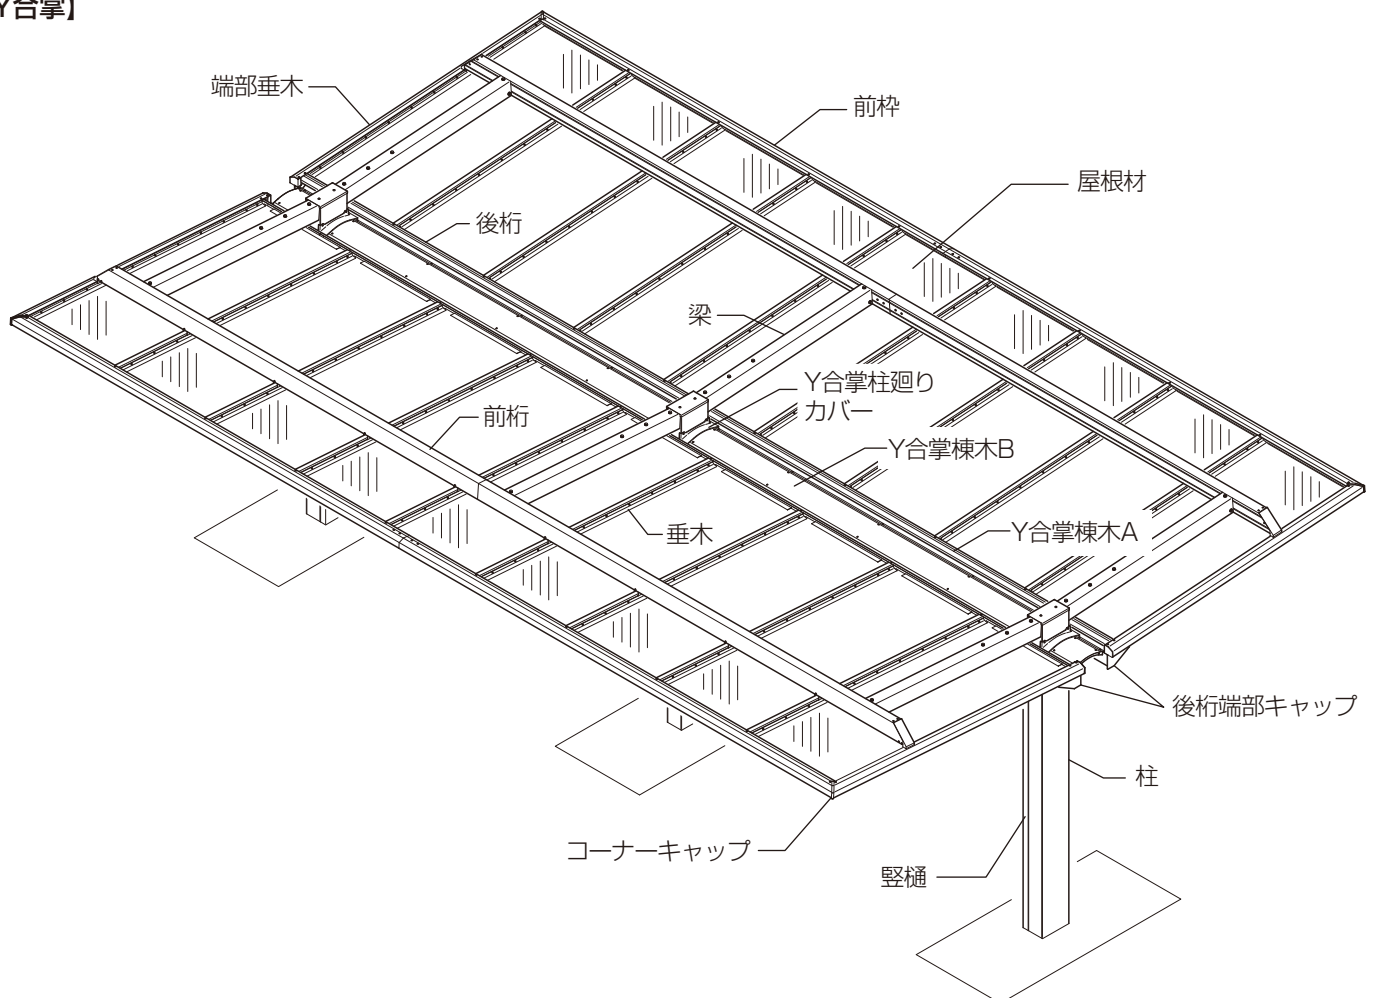 Y合掌】
端部垂木
前枠
屋根材
後桁
梁
Y合掌柱廻り
カバー
前桁
Y合掌棟木B
垂木
Y合掌棟木A
後桁端部キャップ
柱
コーナーキャップ
竪樋